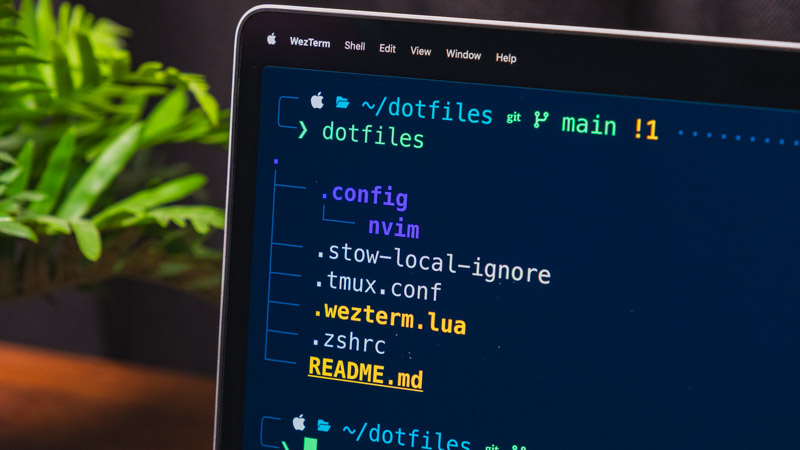 WezTerm Shell Edit View Window Help
~/dotfiles git main !1
❯ dotfiles
.
.config
nvim
.stow-local-ignore
.tmux.conf
.wezterm.lua
.zshrc
README.md
~/dotfiles git
❯